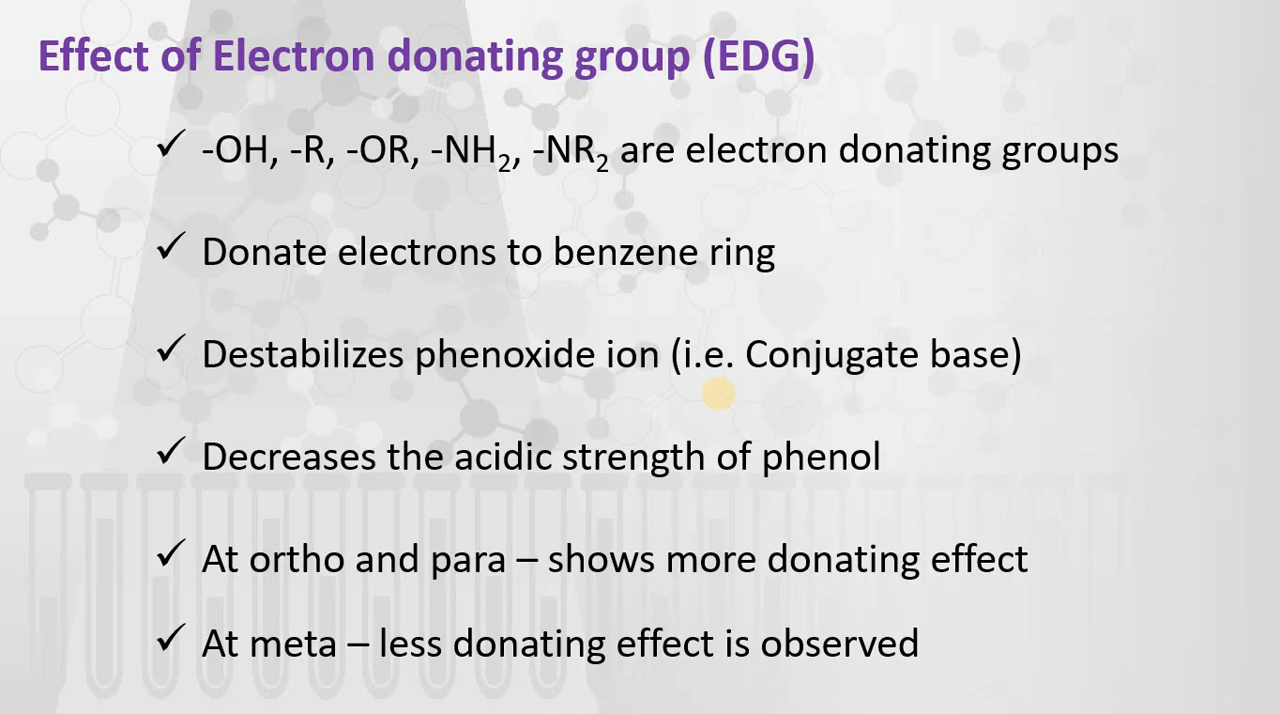 Effect of Electron donating group (EDG)
✓ -OH, -R, -OR, -NH₂, -NR₂ are electron donating groups
✓ Donate electrons to benzene ring
✓ Destabilizes phenoxide ion (i.e. Conjugate base)
✓ Decreases the acidic strength of phenol
✓ At ortho and para – shows more donating effect
✓ At meta – less donating effect is observed